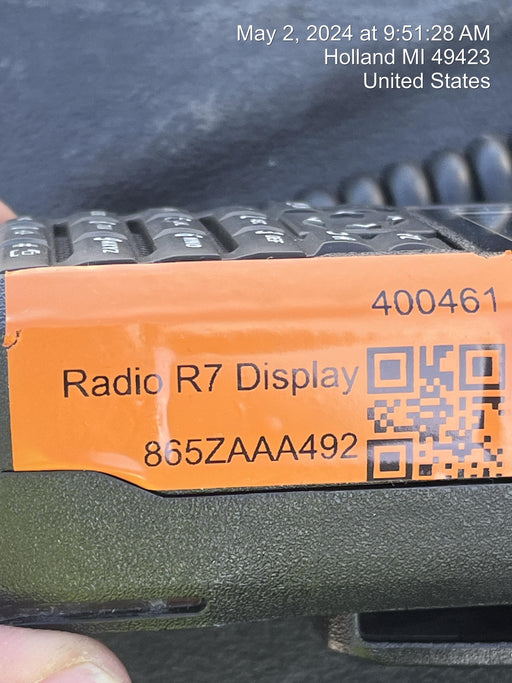 May 2, 2024 at 9:51:28 AM
Holland MI 49423
United States
400461
Radio R7 Display
865ZAAA492